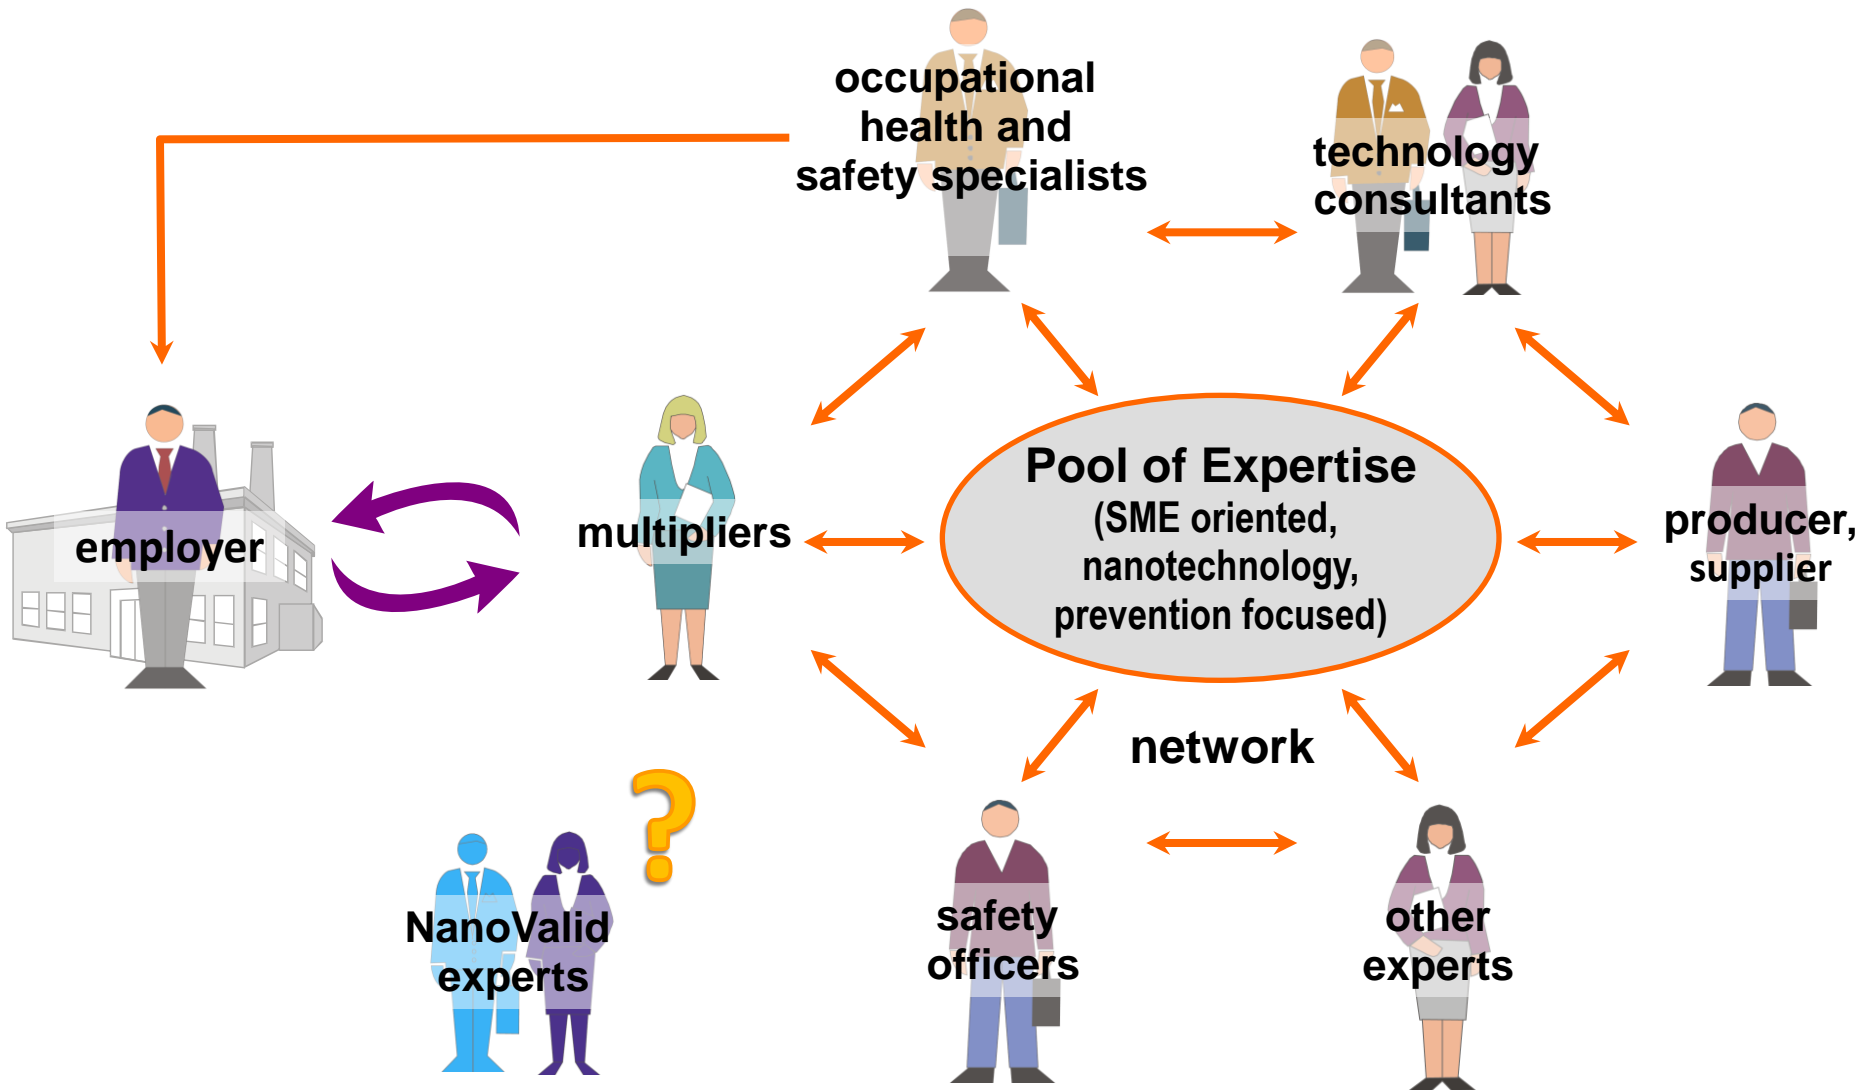 occupational
health and
safety specialists
technology
consultants
employer
multipliers
Pool of Expertise
(SME oriented,
nanotechnology,
prevention focused)
producer,
supplier
network
?
NanoValid
experts
safety
officers
other
experts